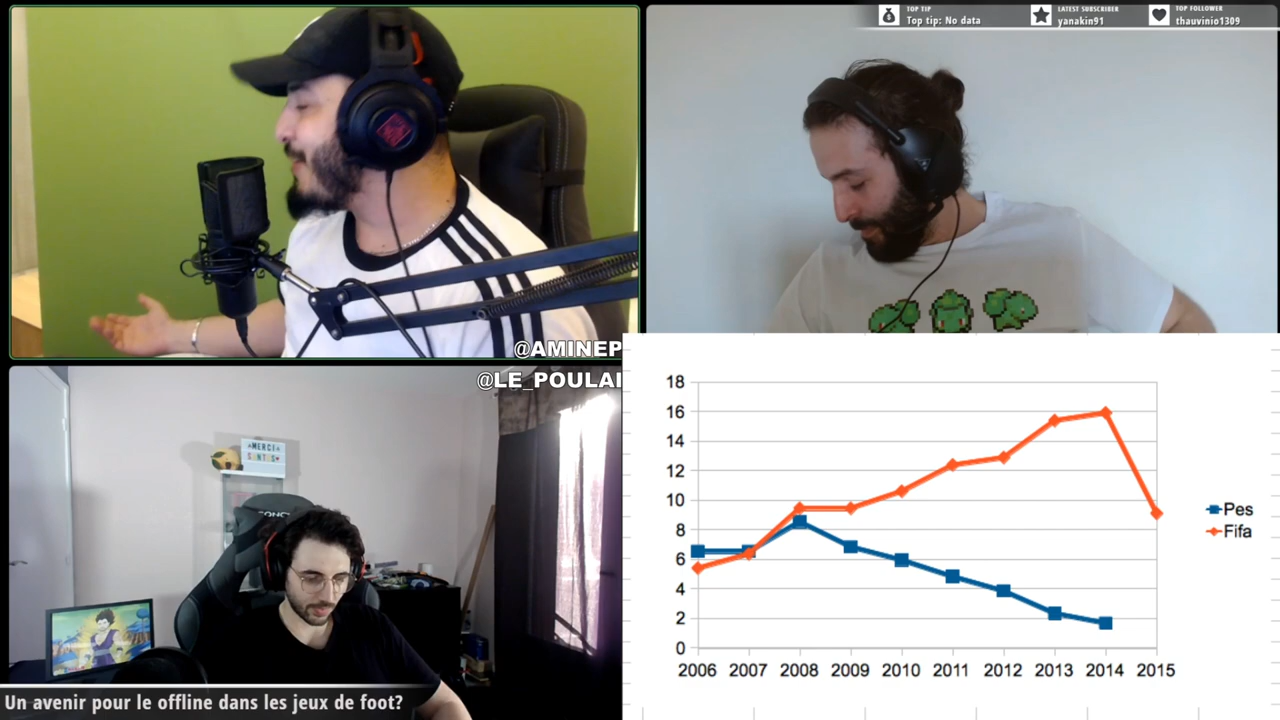 TOP TIP
Top tip: No data
LATEST SUBSCRIBER
yanakin91
TOP FOLLOWER
thauvinio1309
@AMINEP
@LE_POULAI
MERCI
18
16
14
12
10
8
6
4
2
0
2006 2007 2008 2009 2010 2011 2012 2013 2014 2015
Pes
Fifa
Un avenir pour le offline dans les jeux de foot?